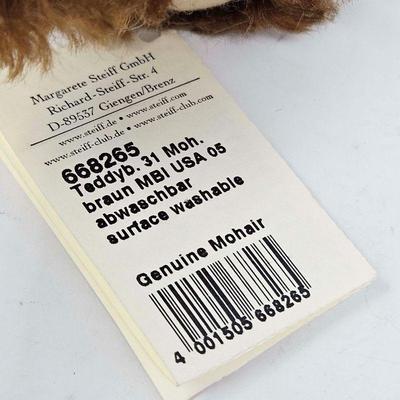 Margarete Steiff GmbH
Richard-Steiff-Str. 4
D-89537 Giengen/Brenz
www.steiff.de • www.steiff.com
www.steiff-club.de • www.steiff-club.com
668265
Teddyb. 31 Moh.
braun MBI USA 05
abwaschbar
surface washable
Genuine Mohair
4 001505 668265